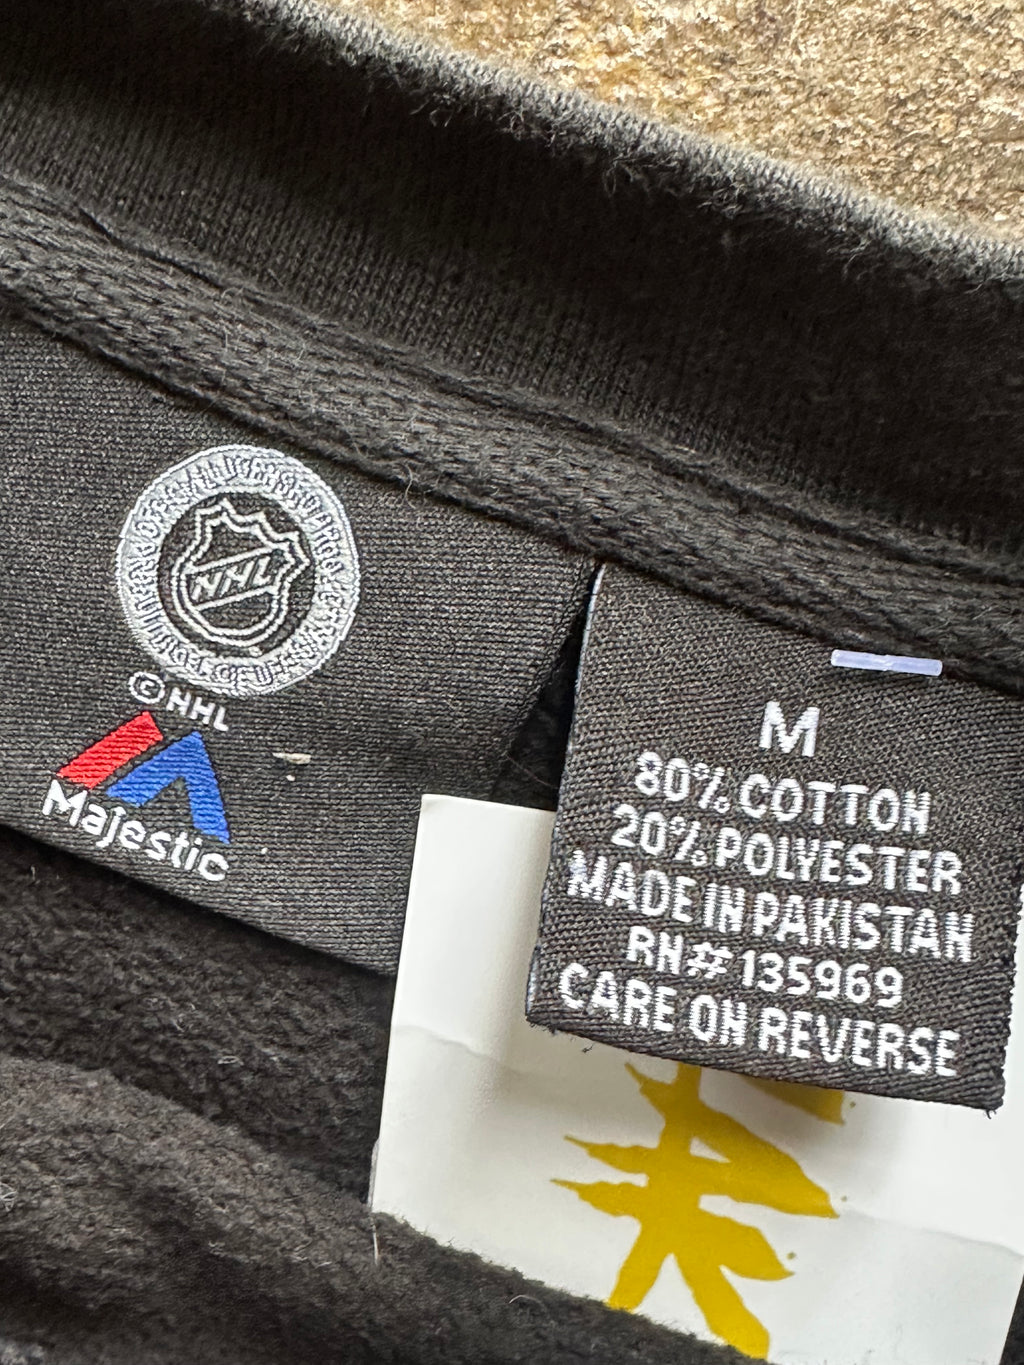 NHL
©NHL
Majestic
M
80% COTTON
20% POLYESTER
MADE IN PAKISTAN
RN# 135969
CARE ON REVERSE